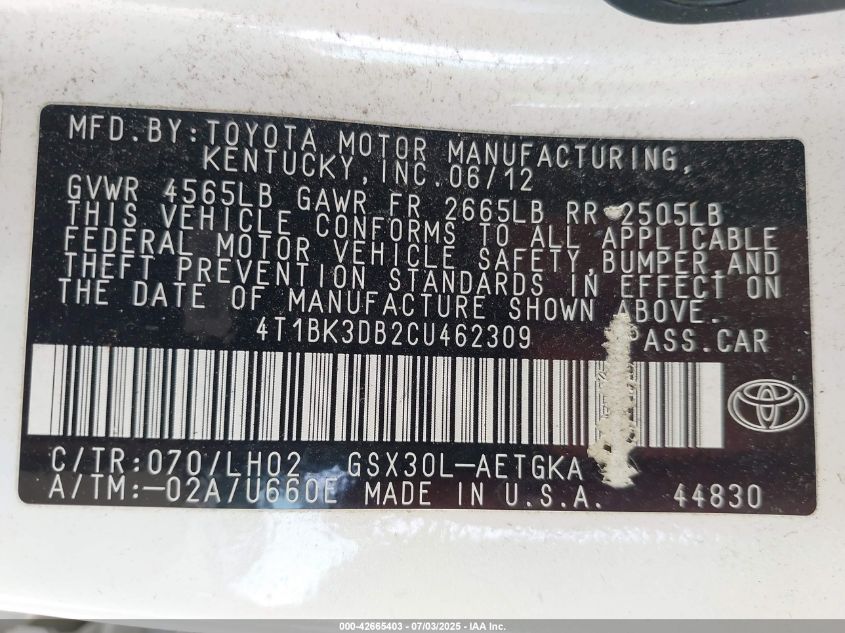 MFD.BY:TOYOTA MOTOR MANUFACTURING,
KENTUCKY,INC.06/12
GVWR 4565LB GAWR FR 2665LB RR 2505LB
THIS VEHICLE CONFORMS TO ALL APPLICABLE
FEDERAL MOTOR VEHICLE SAFETY,BUMPER,AND
THEFT PREVENTION STANDARDS IN EFFECT ON
THE DATE OF MANUFACTURE SHOWN ABOVE.
4T1BK3DB2CU462309 PASS.CAR
C/TR:070/LH02 GSX30L-AETGKA
A/TM:-02A/U660E MADE IN U.S.A. 44830
000-42665403 - 07/03/2025 - IAA Inc.